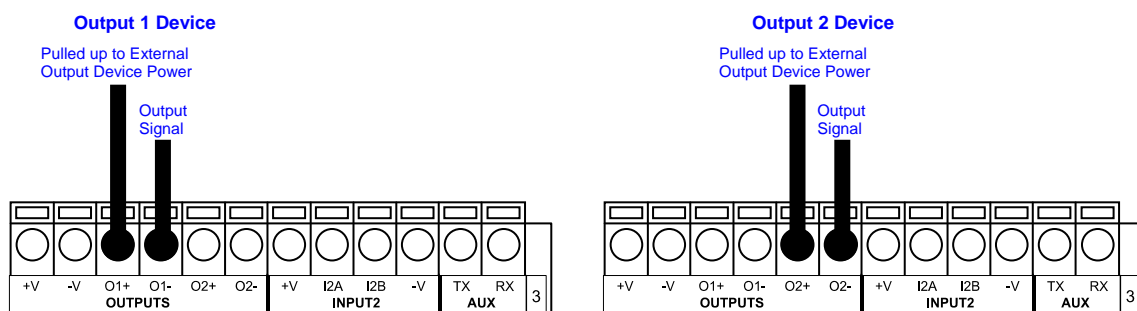 Output 1 Device
Pulled up to External
Output Device Power
Output
Signal
+V -V O1+ O1- O2+ O2- +V I2A I2B -V TX RX
OUTPUTS INPUT2 AUX 3
Output 2 Device
Pulled up to External
Output Device Power
Output
Signal
+V -V O1+ O1- O2+ O2- +V I2A I2B -V TX RX
OUTPUTS INPUT2 AUX 3